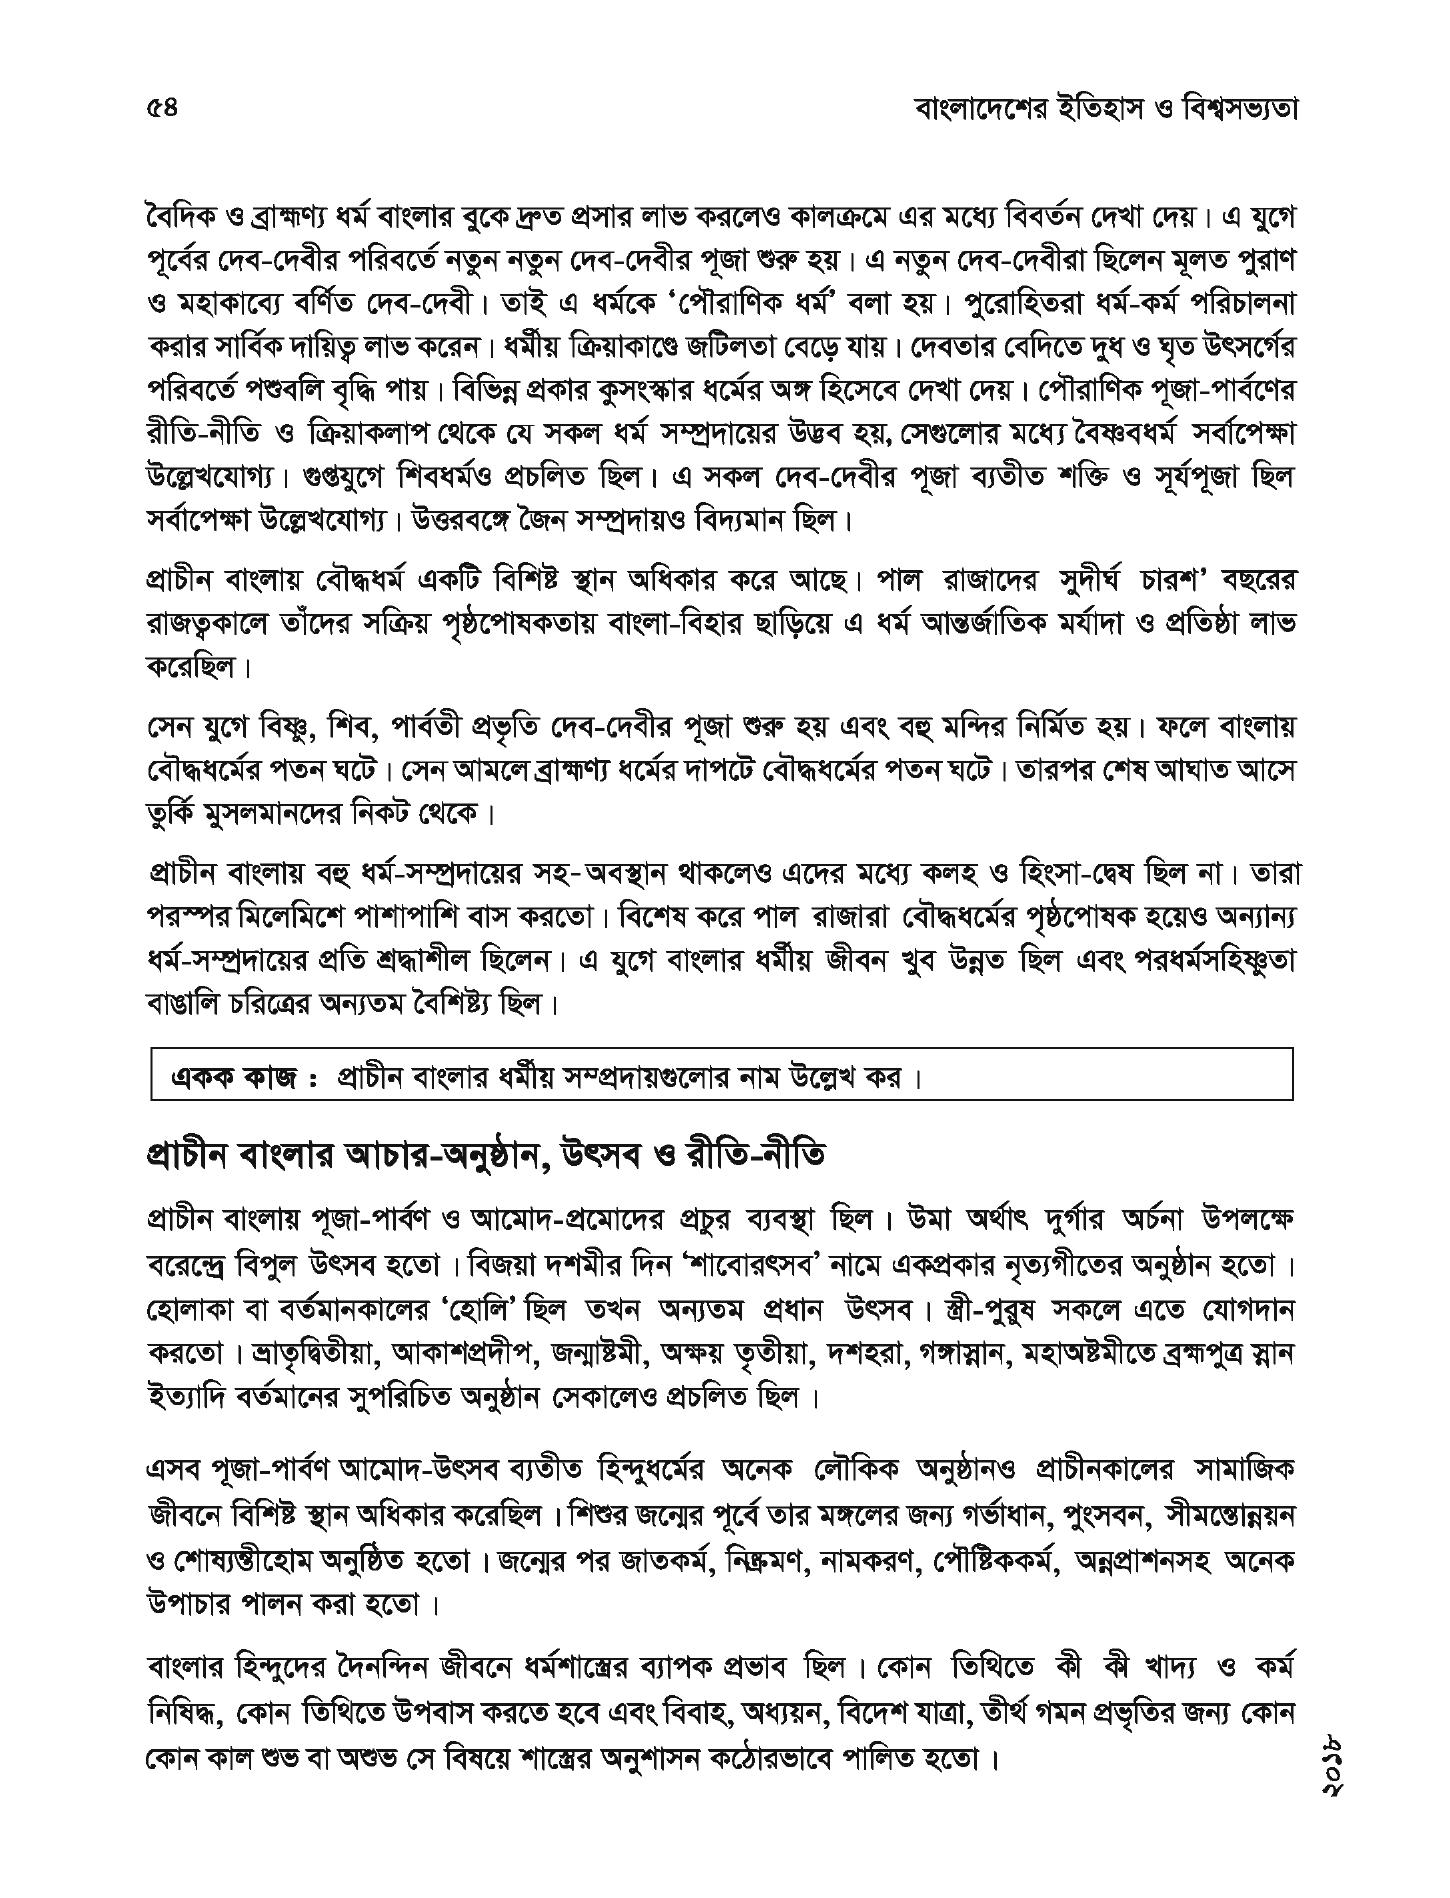 ৫৪
বাংলাদেশের ইতিহাস ও বিশ্বসভ্যতা
বৈদিক ও ব্রাহ্মণ্য ধর্ম বাংলার বুকে দ্রুত প্রসার লাভ করলেও কালক্রমে এর মধ্যে বিবর্তন দেখা দেয়। এ যুগে
পূর্বের দেব-দেবীর পরিবর্তে নতুন নতুন দেব-দেবীর পূজা শুরু হয়। এ নতুন দেব-দেবীরা ছিলেন মূলত পুরাণ
ও মহাকাব্যে বর্ণিত দেব-দেবী। তাই এ ধর্মকে ‘পৌরাণিক ধর্ম’ বলা হয়। পুরোহিতরা ধর্ম-কর্ম পরিচালনা
করার সার্বিক দায়িত্ব লাভ করেন। ধর্মীয় ক্রিয়াকাণ্ডে জটিলতা বেড়ে যায়। দেবতার বেদিতে দুধ ও ঘৃত উৎসর্গের
পরিবর্তে পশুবলি বৃদ্ধি পায়। বিভিন্ন প্রকার কুসংস্কার ধর্মের অঙ্গ হিসেবে দেখা দেয়। পৌরাণিক পূজা-পার্বণের
রীতি-নীতি ও ক্রিয়াকলাপ থেকে যে সকল ধর্ম সম্প্রদায়ের উদ্ভব হয়, সেগুলোর মধ্যে বৈষ্ণবধর্ম সর্বাপেক্ষা
উল্লেখযোগ্য। গুপ্তযুগে শিবধর্মও প্রচলিত ছিল। এ সকল দেব-দেবীর পূজা ব্যতীত শক্তি ও সূর্যপূজা ছিল
সর্বাপেক্ষা উল্লেখযোগ্য। উত্তরবঙ্গে জৈন সম্প্রদায়ও বিদ্যমান ছিল।
প্রাচীন বাংলায় বৌদ্ধধর্ম একটি বিশিষ্ট স্থান অধিকার করে আছে। পাল রাজাদের সুদীর্ঘ চারশ’ বছরের
রাজত্বকালে তাঁদের সক্রিয় পৃষ্ঠপোষকতায় বাংলা-বিহার ছাড়িয়ে এ ধর্ম আন্তর্জাতিক মর্যাদা ও প্রতিষ্ঠা লাভ
করেছিল।
সেন যুগে বিষ্ণু, শিব, পার্বতী প্রভৃতি দেব-দেবীর পূজা শুরু হয় এবং বহু মন্দির নির্মিত হয়। ফলে বাংলায়
বৌদ্ধধর্মের পতন ঘটে। সেন আমলে ব্রাহ্মণ্য ধর্মের দাপটে বৌদ্ধধর্মের পতন ঘটে। তারপর শেষ আঘাত আসে
তুর্কি মুসলমানদের নিকট থেকে।
প্রাচীন বাংলায় বহু ধর্ম-সম্প্রদায়ের সহ-অবস্থান থাকলেও এদের মধ্যে কলহ ও হিংসা-দ্বেষ ছিল না। তারা
পরস্পর মিলেমিশে পাশাপাশি বাস করতো। বিশেষ করে পাল রাজারা বৌদ্ধধর্মের পৃষ্ঠপোষক হয়েও অন্যান্য
ধর্ম-সম্প্রদায়ের প্রতি শ্রদ্ধাশীল ছিলেন। এ যুগে বাংলার ধর্মীয় জীবন খুব উন্নত ছিল এবং পরধর্মসহিষ্ণুতা
বাঙালি চরিত্রের অন্যতম বৈশিষ্ট্য ছিল।
একক কাজ : প্রাচীন বাংলার ধর্মীয় সম্প্রদায়গুলোর নাম উল্লেখ কর।
প্রাচীন বাংলার আচার-অনুষ্ঠান, উৎসব ও রীতি-নীতি
প্রাচীন বাংলায় পূজা-পার্বণ ও আমোদ-প্রমোদের প্রচুর ব্যবস্থা ছিল। উমা অর্থাৎ দুর্গার অর্চনা উপলক্ষে
বরেন্দ্রে বিপুল উৎসব হতো। বিজয়া দশমীর দিন ‘শাবোরৎসব’ নামে একপ্রকার নৃত্যগীতের অনুষ্ঠান হতো।
হোলাকা বা বর্তমানকালের ‘হোলি’ ছিল তখন অন্যতম প্রধান উৎসব। স্ত্রী-পুরুষ সকলে এতে যোগদান
করতো। ভ্রাতৃদ্বিতীয়া, আকাশপ্রদীপ, জন্মাষ্টমী, অক্ষয় তৃতীয়া, দশহরা, গঙ্গাস্নান, মহাঅষ্টমীতে ব্রহ্মপুত্র স্নান
ইত্যাদি বর্তমানের সুপরিচিত অনুষ্ঠান সেকালেও প্রচলিত ছিল।
এসব পূজা-পার্বণ আমোদ-উৎসব ব্যতীত হিন্দুধর্মের অনেক লৌকিক অনুষ্ঠানও প্রাচীনকালের সামাজিক
জীবনে বিশিষ্ট স্থান অধিকার করেছিল। শিশুর জন্মের পূর্বে তার মঙ্গলের জন্য গর্ভাধান, পুংসবন, সীমন্তোন্নয়ন
ও শোষ্যন্তীহোম অনুষ্ঠিত হতো। জন্মের পর জাতকর্ম, নিষ্ক্রমণ, নামকরণ, পৌষ্টিককর্ম, অন্নপ্রাশনসহ অনেক
উপাচার পালন করা হতো।
বাংলার হিন্দুদের দৈনন্দিন জীবনে ধর্মশাস্ত্রের ব্যাপক প্রভাব ছিল। কোন তিথিতে কী কী খাদ্য ও কর্ম
নিষিদ্ধ, কোন তিথিতে উপবাস করতে হবে এবং বিবাহ, অধ্যয়ন, বিদেশ যাত্রা, তীর্থ গমন প্রভৃতির জন্য কোন
কোন কাল শুভ বা অশুভ সে বিষয়ে শাস্ত্রের অনুশাসন কঠোরভাবে পালিত হতো।
২০১৮